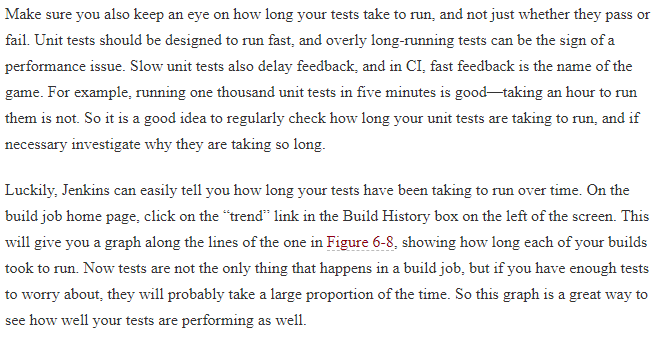 Make sure you also keep an eye on how long your tests take to run, and not just whether they pass or
fail. Unit tests should be designed to run fast, and overly long-running tests can be the sign of a
performance issue. Slow unit tests also delay feedback, and in CI, fast feedback is the name of the
game. For example, running one thousand unit tests in five minutes is good—taking an hour to run
them is not. So it is a good idea to regularly check how long your unit tests are taking to run, and if
necessary investigate why they are taking so long.
Luckily, Jenkins can easily tell you how long your tests have been taking to run over time. On the
build job home page, click on the “trend” link in the Build History box on the left of the screen. This
will give you a graph along the lines of the one in Figure 6-8, showing how long each of your builds
took to run. Now tests are not the only thing that happens in a build job, but if you have enough tests
to worry about, they will probably take a large proportion of the time. So this graph is a great way to
see how well your tests are performing as well.